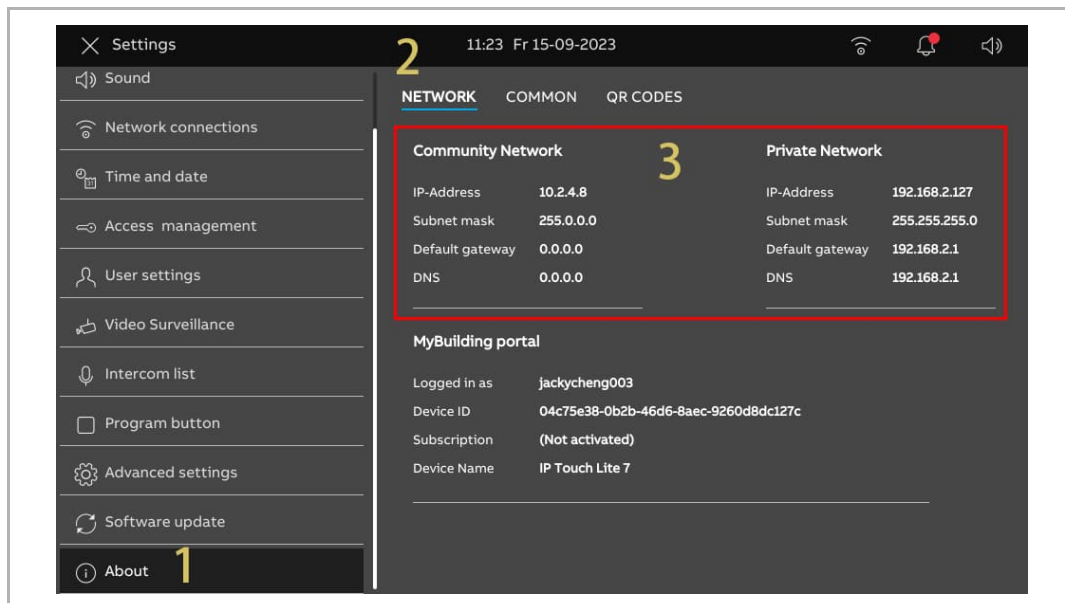 Settings
2
11:23 Fr 15-09-2023
Sound
Network connections
Time and date
Access management
User settings
Video Surveillance
Intercom list
Program button
Advanced settings
Software update
About
1
NETWORK COMMON QR CODES
3
Community Network
IP-Address 10.2.4.8
Subnet mask 255.0.0.0
Default gateway 0.0.0.0
DNS 0.0.0.0
Private Network
IP-Address 192.168.2.127
Subnet mask 255.255.255.0
Default gateway 192.168.2.1
DNS 192.168.2.1
MyBuilding portal
Logged in as jackycheng003
Device ID 04c75e38-0b2b-46d6-8aec-9260d8dc127c
Subscription (Not activated)
Device Name IP Touch Lite 7